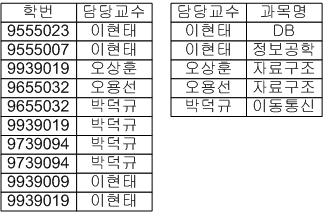 학번 담당교수
9555023 이현태
9555007 이현태
9939019 오상훈
9655032 오용선
9655032 박덕규
9939019 박덕규
9739094 박덕규
9739094 박덕규
9939009 이현태
9939019 이현태
담당교수 과목명
이현태 DB
이현태 정보공학
오상훈 자료구조
오용선 자료구조
박덕규 이동통신